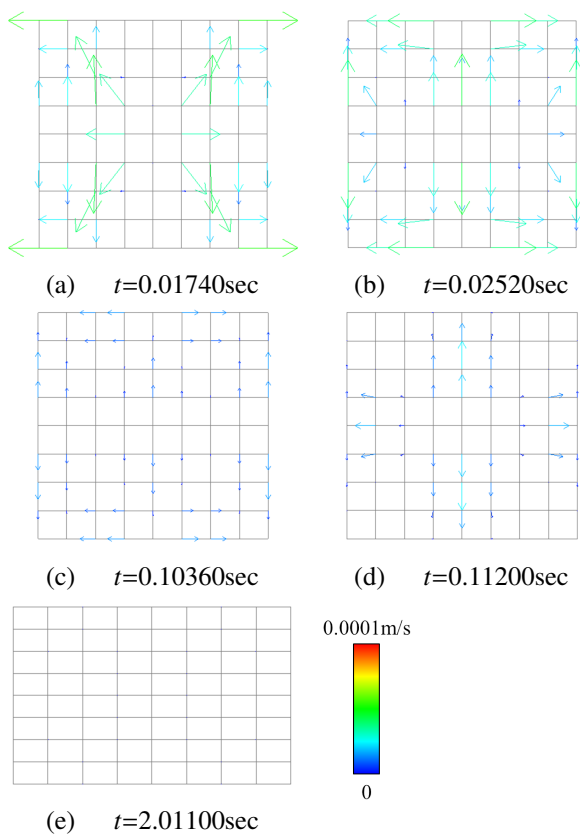 (a) t=0.01740sec
(b) t=0.02520sec
(c) t=0.10360sec
(d) t=0.11200sec
0.0001m/s
0
(e) t=2.01100sec